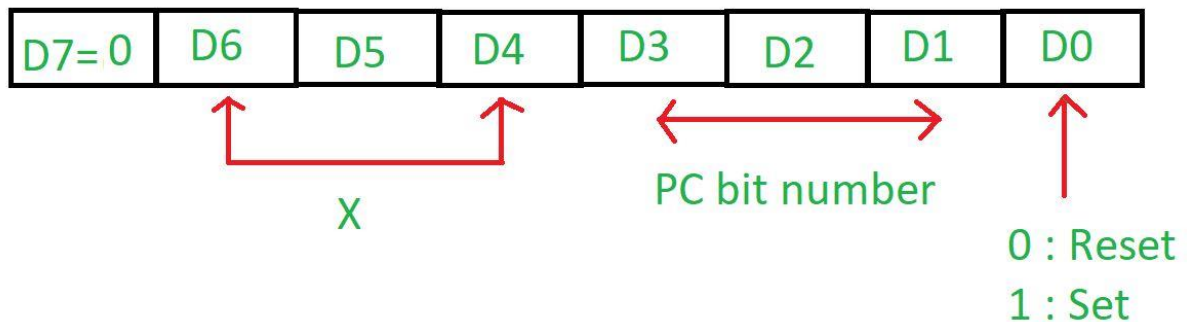 D7=0 D6 D5 D4 D3 D2 D1 D0
X
PC bit number
0 : Reset
1 : Set